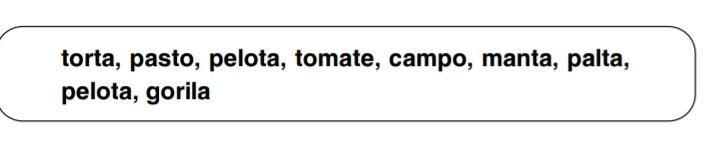 torta, pasto, pelota, tomate, campo, manta, palta,
pelota, gorila